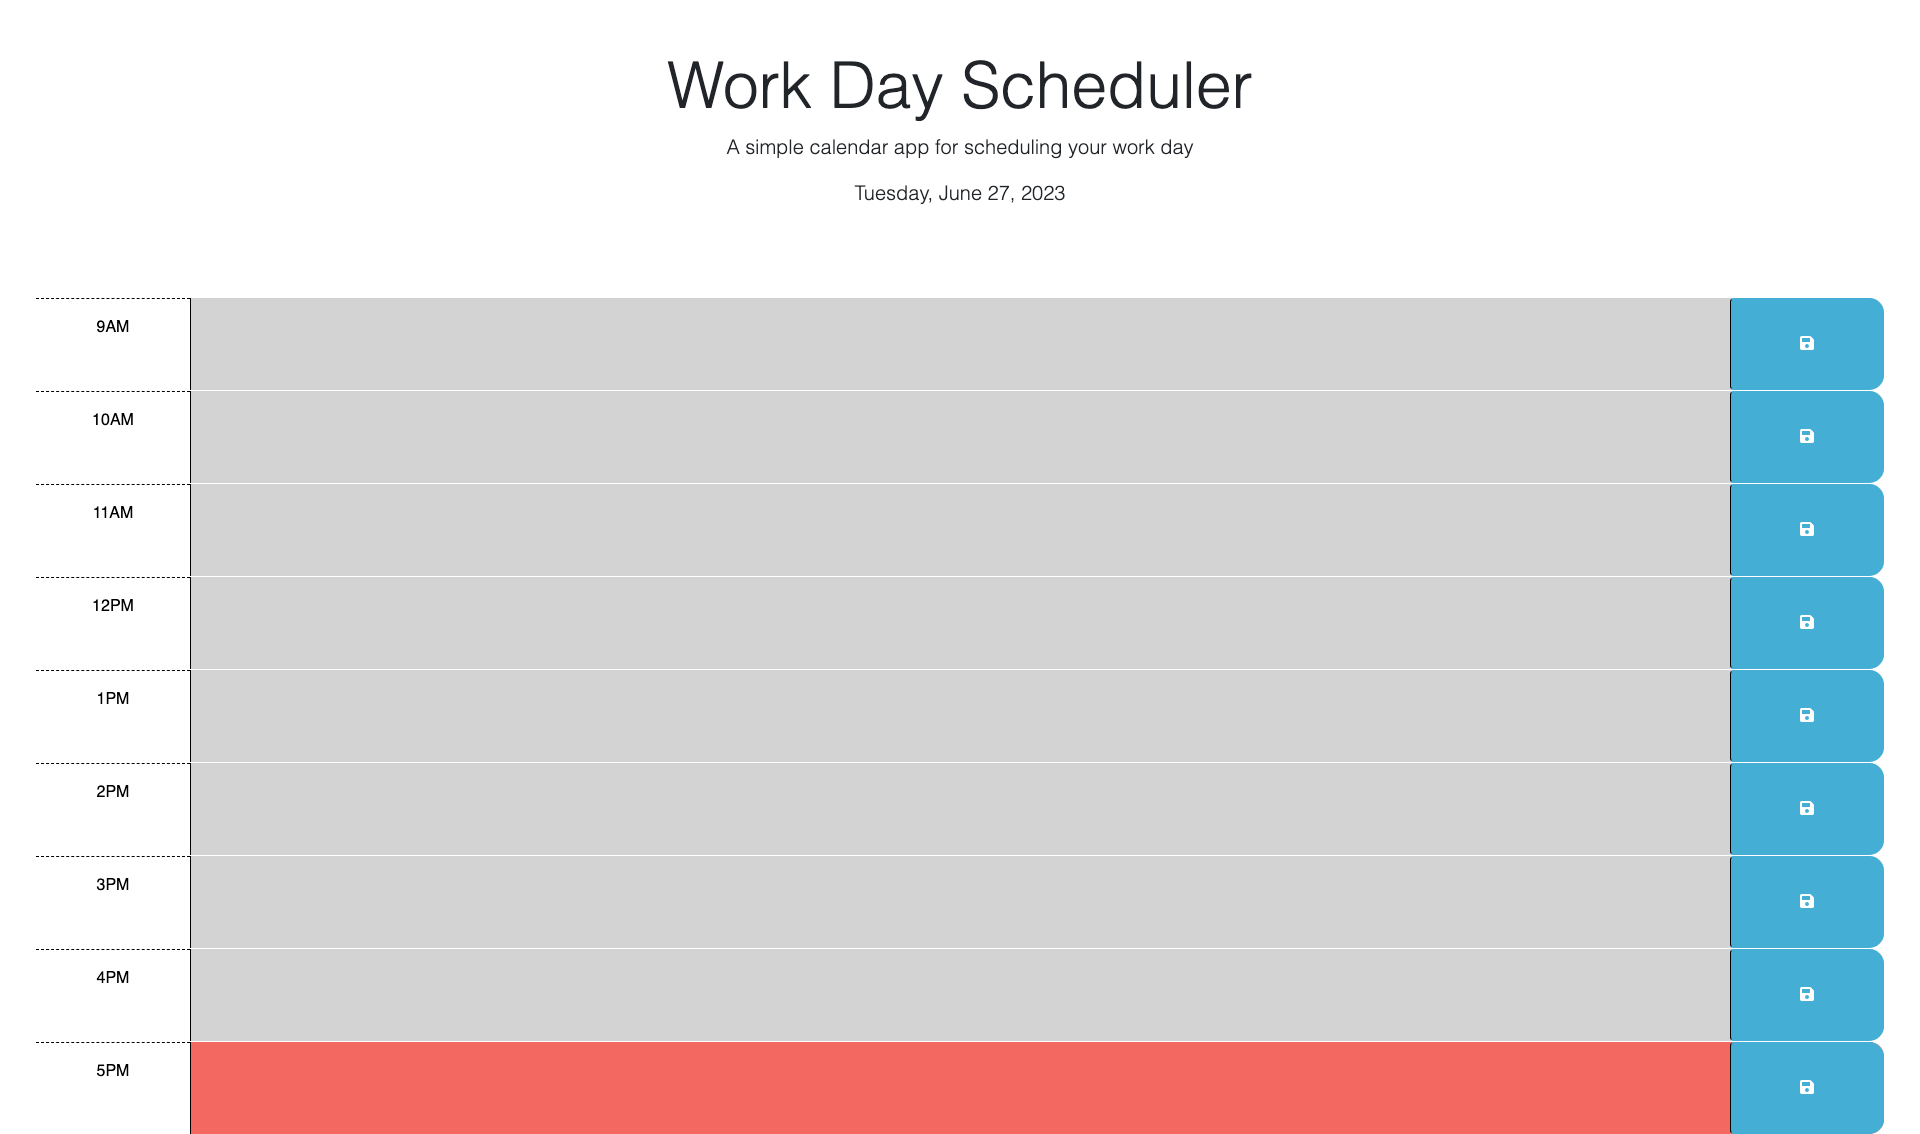 Work Day Scheduler
A simple calendar app for scheduling your work day
Tuesday, June 27, 2023
9AM
10AM
11AM
12PM
1PM
2PM
3PM
4PM
5PM